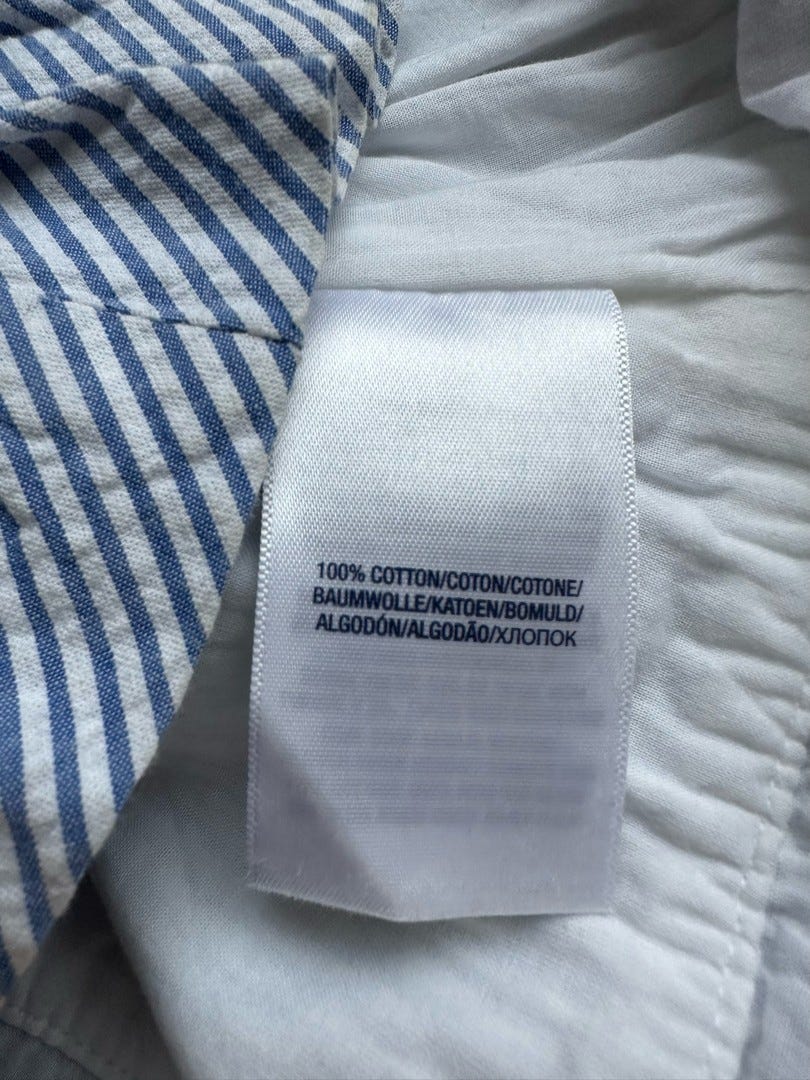 100% COTTON/COTON/COTONE/
BAUMWOLLE/KATOEN/BOMULD/
ALGODÓN/ALGODÃO/ХЛОПОК